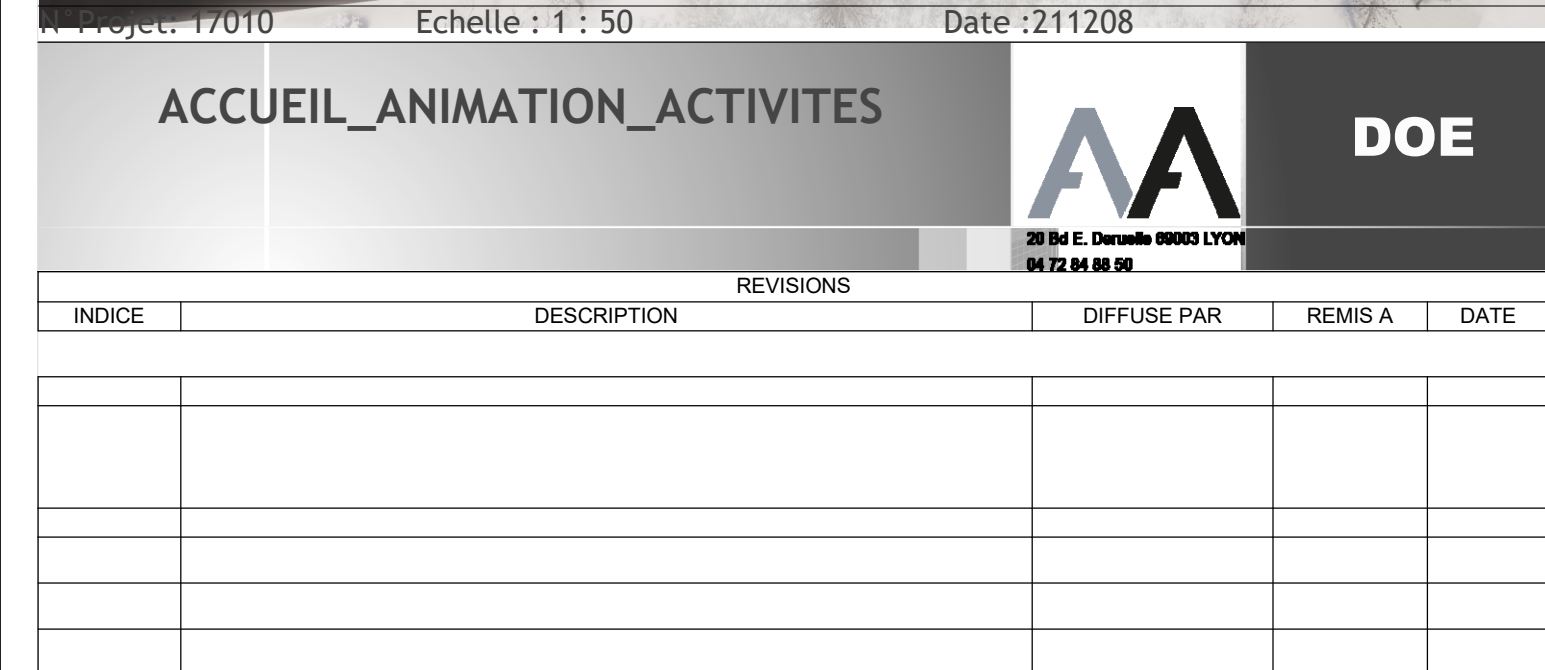 N°Projet: 17010 Echelle : 1 : 50 Date :211208
ACCUEIL_ANIMATION_ACTIVITES
AA
DOE
20 Bd E. Deruelle 69003 LYON
04 72 84 88 50
REVISIONS
INDICE DESCRIPTION DIFFUSE PAR REMIS A DATE